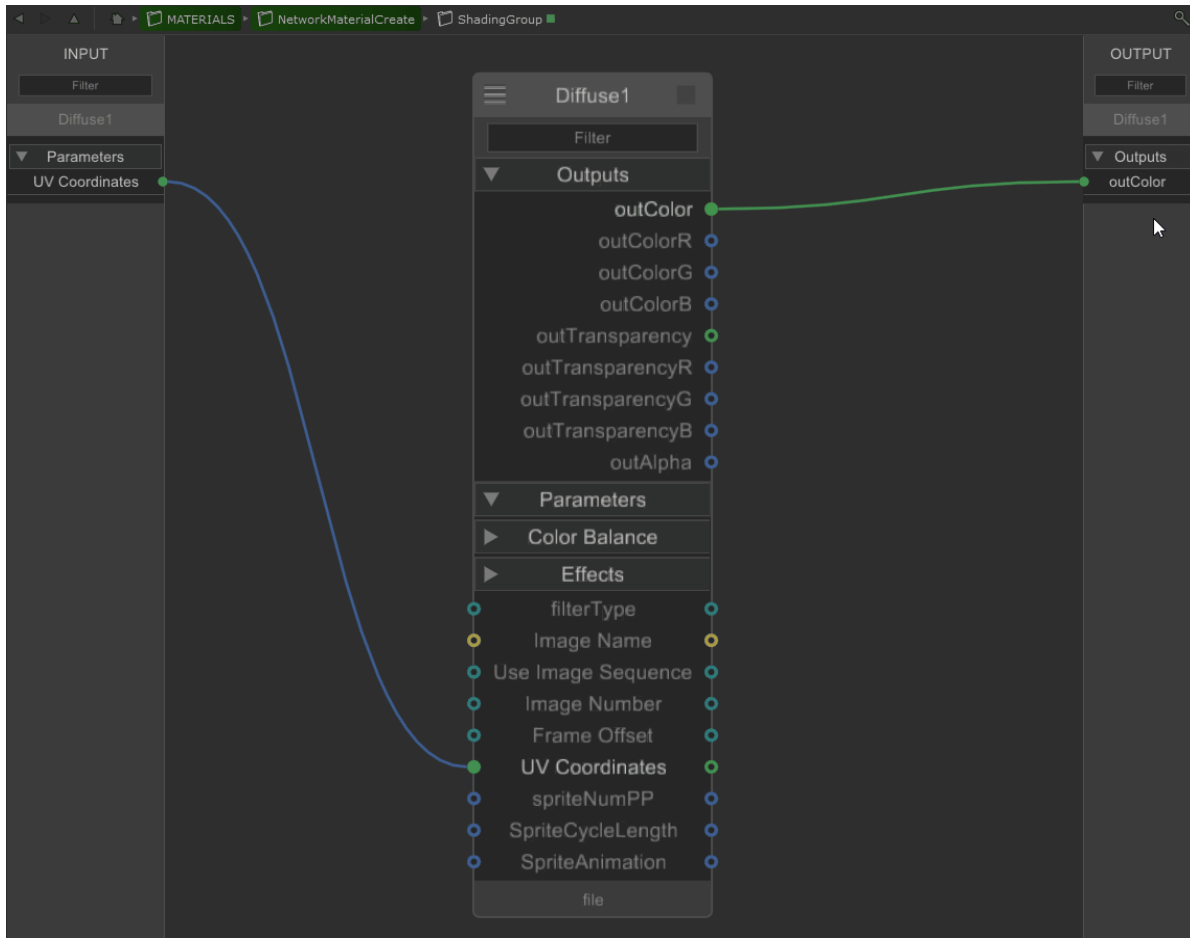 MATERIALS NetworkMaterialCreate ShadingGroup
INPUT
Filter
Diffuse1
Parameters
UV Coordinates
Diffuse1
Filter
Outputs
outColor
outColorR
outColorG
outColorB
outTransparency
outTransparencyR
outTransparencyG
outTransparencyB
outAlpha
Parameters
Color Balance
Effects
filterType
Image Name
Use Image Sequence
Image Number
Frame Offset
UV Coordinates
spriteNumPP
SpriteCycleLength
SpriteAnimation
file
OUTPUT
Filter
Diffuse1
Outputs
outColor